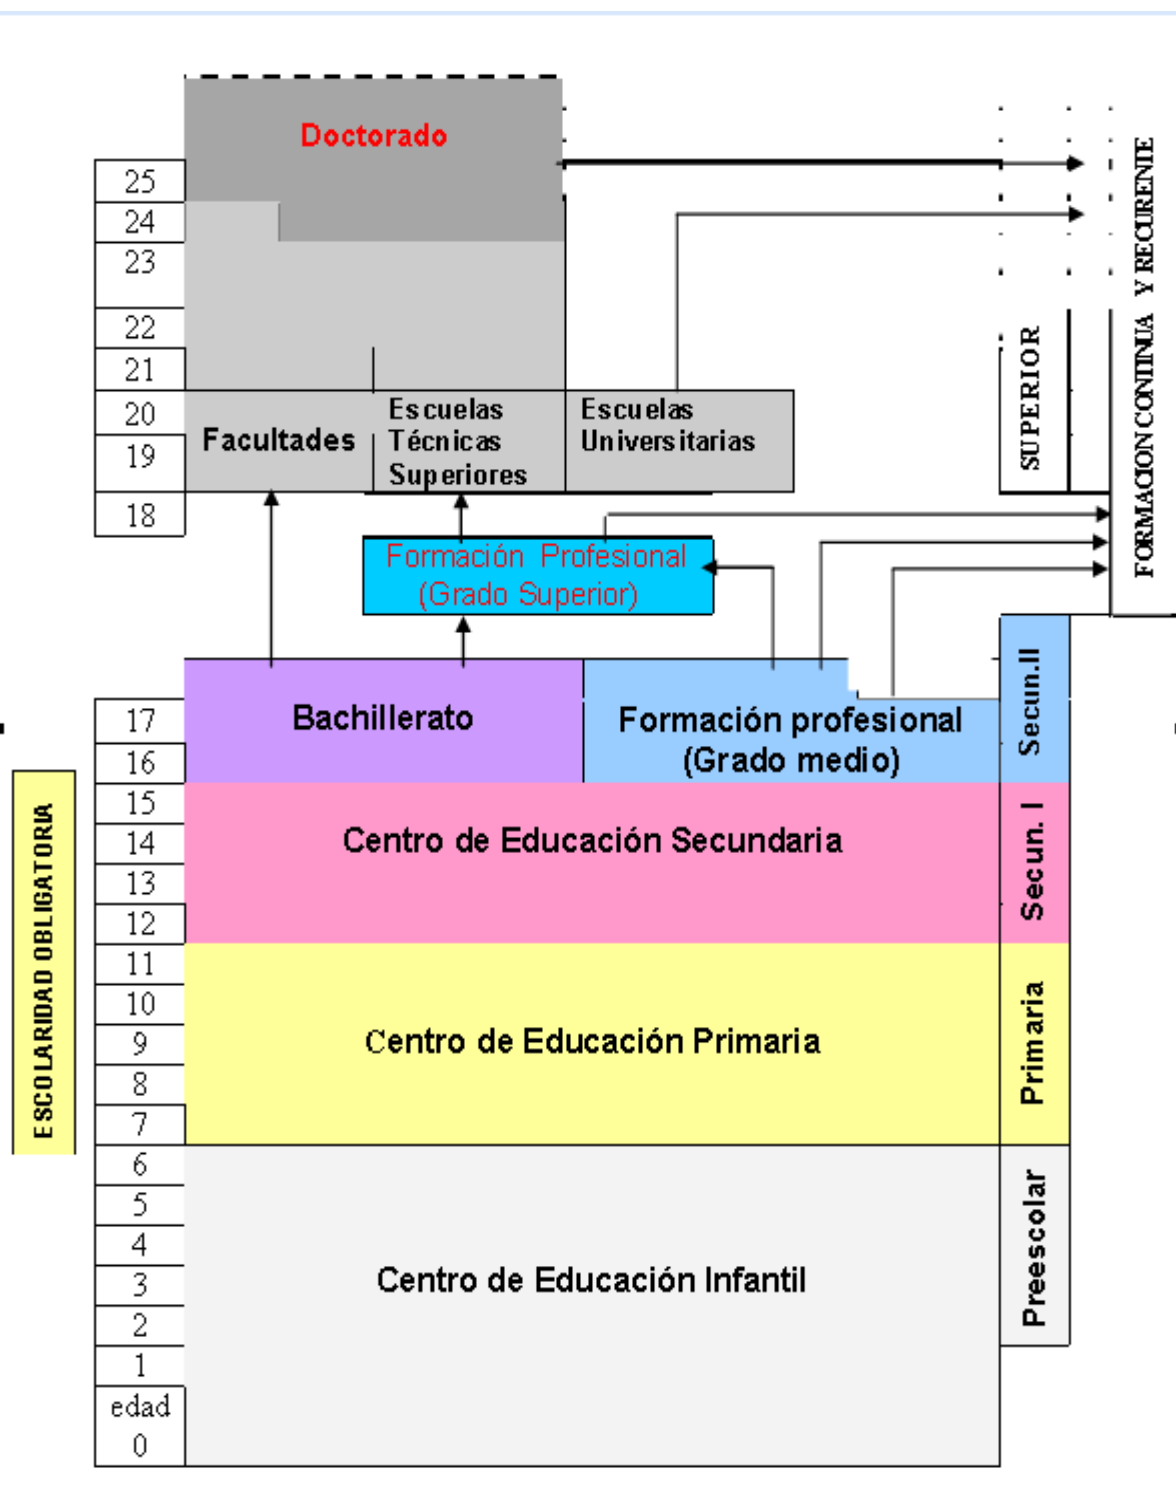 Doctorado
25
24
23
22
21
20
19
18
Facultades
Escuelas
Técnicas
Superiores
Escuelas
Universitarias
SUPERIOR
FORMACION CONTINUA Y RECURENTE
Formación Profesional
(Grado Superior)
17
16
15
14
13
12
11
10
9
8
7
6
5
4
3
2
1
edad
0
Bachillerato
Formación profesional
(Grado medio)
Secun.II
Centro de Educación Secundaria
Secun. I
ESCOLARIDAD OBLIGATORIA
Centro de Educación Primaria
Primaria
Centro de Educación Infantil
Preescolar